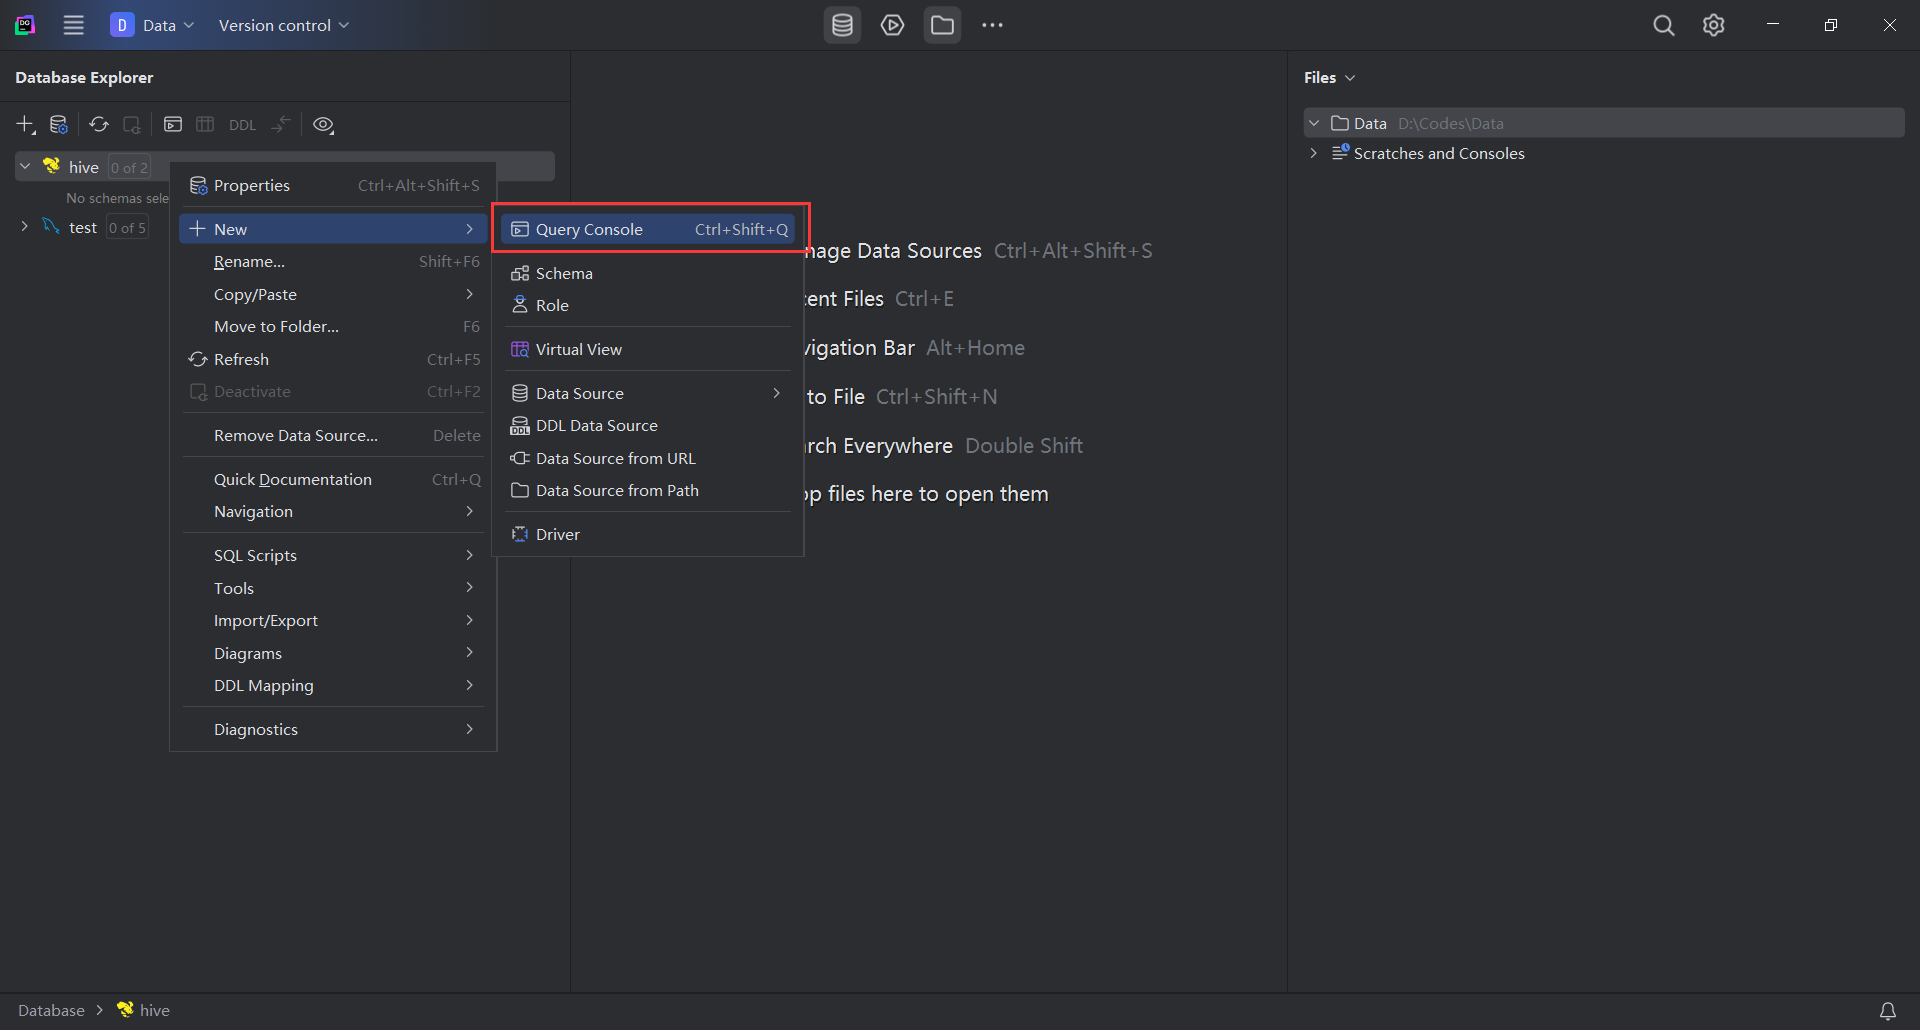 D Data Version control
Database Explorer
DDL
hive 0 of 2
No schemas sele
test 0 of 5
Properties Ctrl+Alt+Shift+S
New
Rename... Shift+F6
Copy/Paste
Move to Folder... F6
Refresh Ctrl+F5
Deactivate Ctrl+F2
Remove Data Source... Delete
Quick Documentation Ctrl+Q
Navigation
SQL Scripts
Tools
Import/Export
Diagrams
DDL Mapping
Diagnostics
Query Console Ctrl+Shift+Q
Schema
Role
Virtual View
Data Source
DDL Data Source
Data Source from URL
Data Source from Path
Driver
nage Data Sources Ctrl+Alt+Shift+S
cent Files Ctrl+E
vigation Bar Alt+Home
to File Ctrl+Shift+N
rch Everywhere Double Shift
op files here to open them
Files
Data D:\Codes\Data
Scratches and Consoles
Database > hive